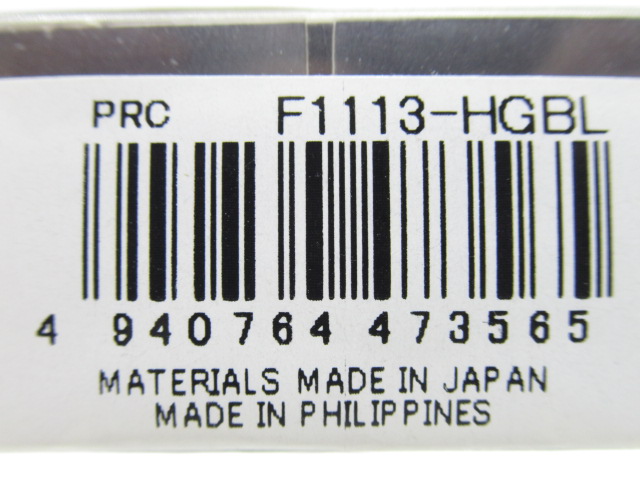 PRC F1113-HGBL
4 940764 473565
MATERIALS MADE IN JAPAN
MADE IN PHILIPPINES